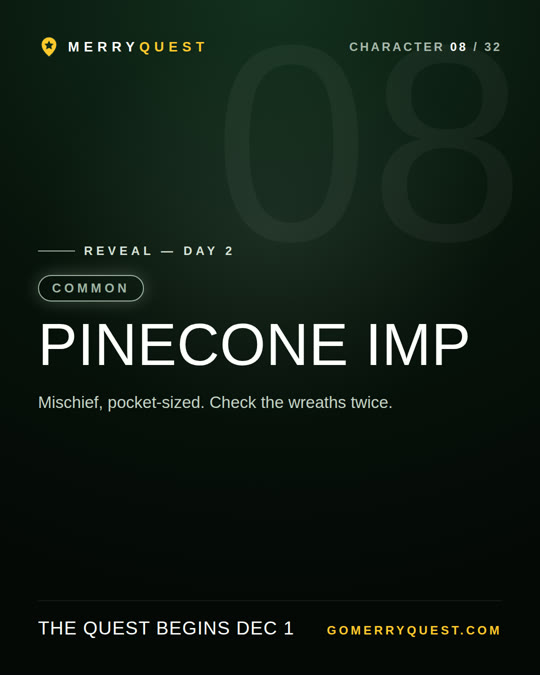 MERRYQUEST
CHARACTER 08 / 32
08
REVEAL — DAY 2
COMMON
PINECONE IMP
Mischief, pocket-sized. Check the wreaths twice.
THE QUEST BEGINS DEC 1
GOMERRYQUEST.COM